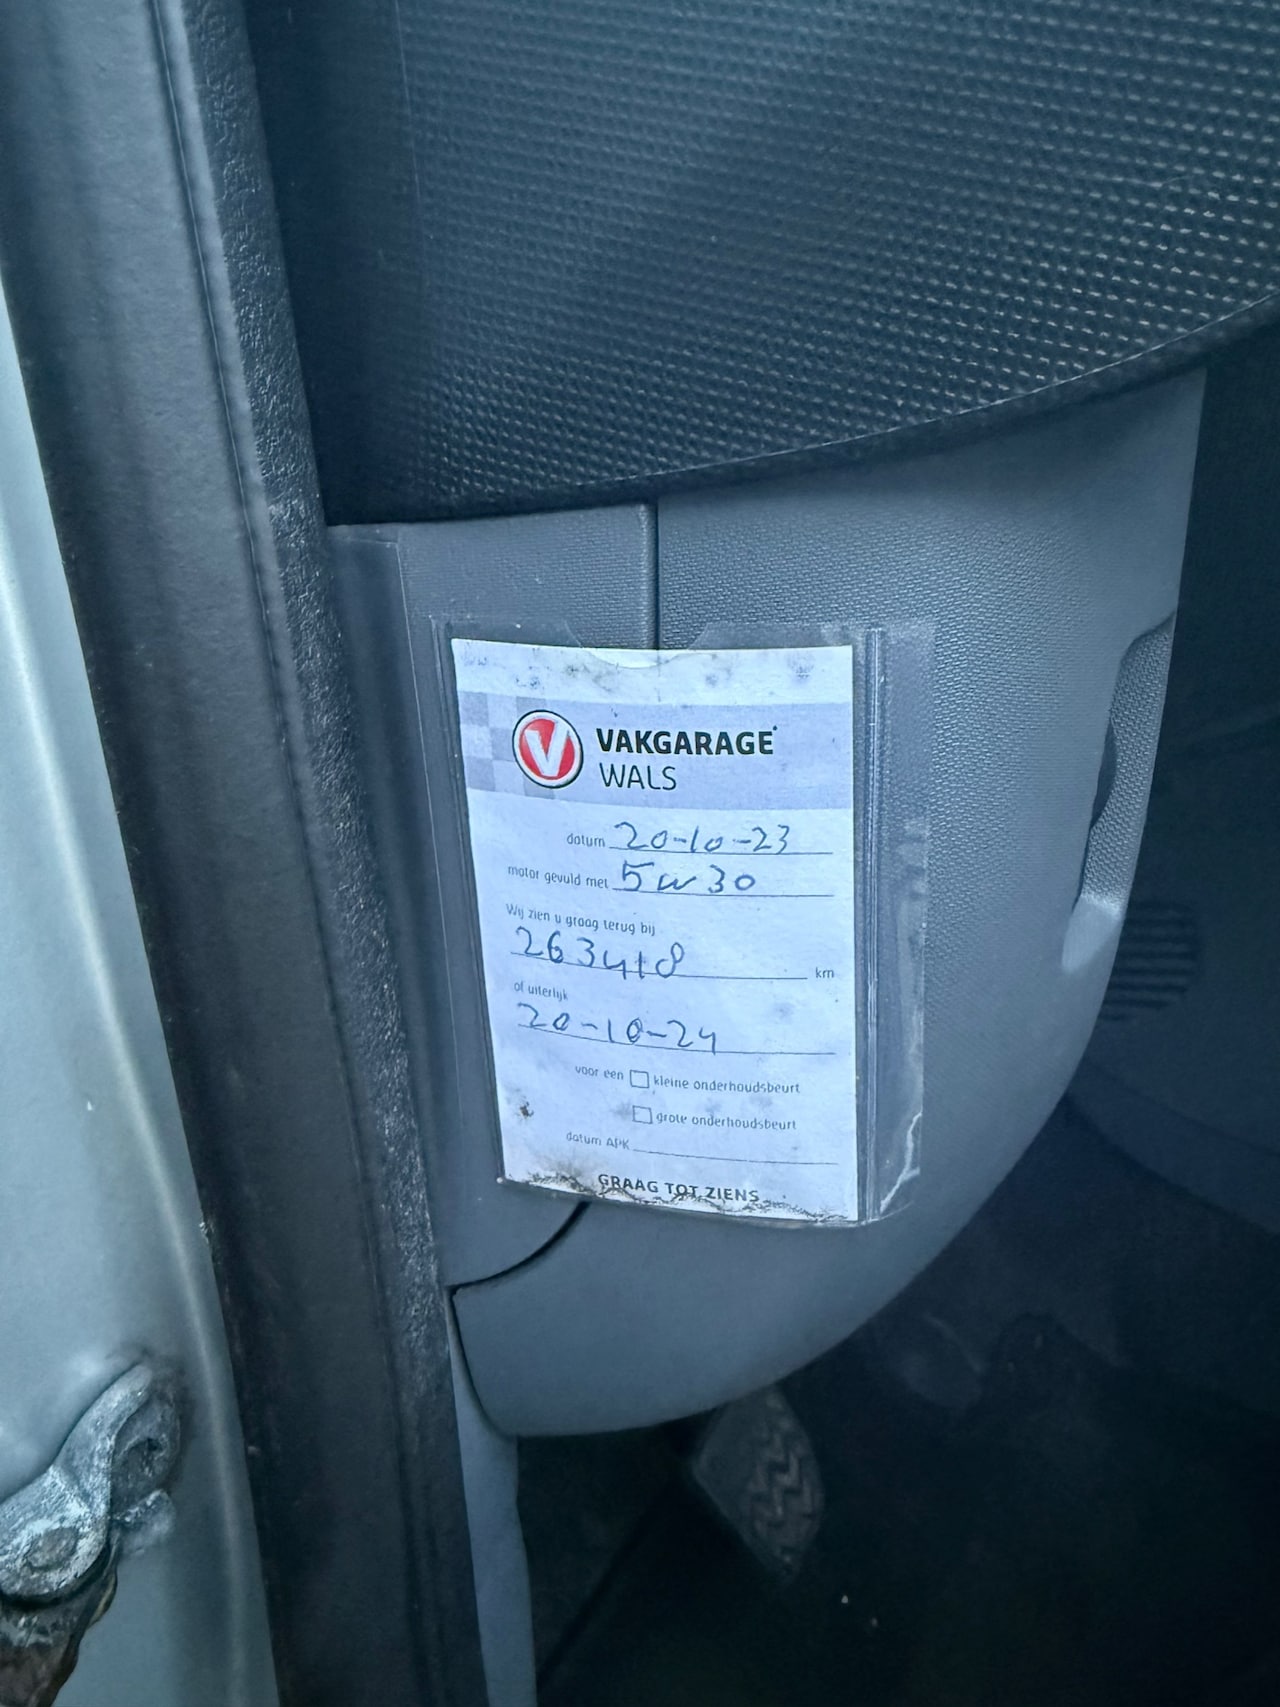 VAKGARAGE
WALS
datum 20-10-23
motor gevuld met 5w30
Wij zien u graag terug bij
263418 km
of uiterlijk
20-10-24
voor een kleine onderhoudsbeurt
grote onderhoudsbeurt
datum APK
GRAAG TOT ZIENS